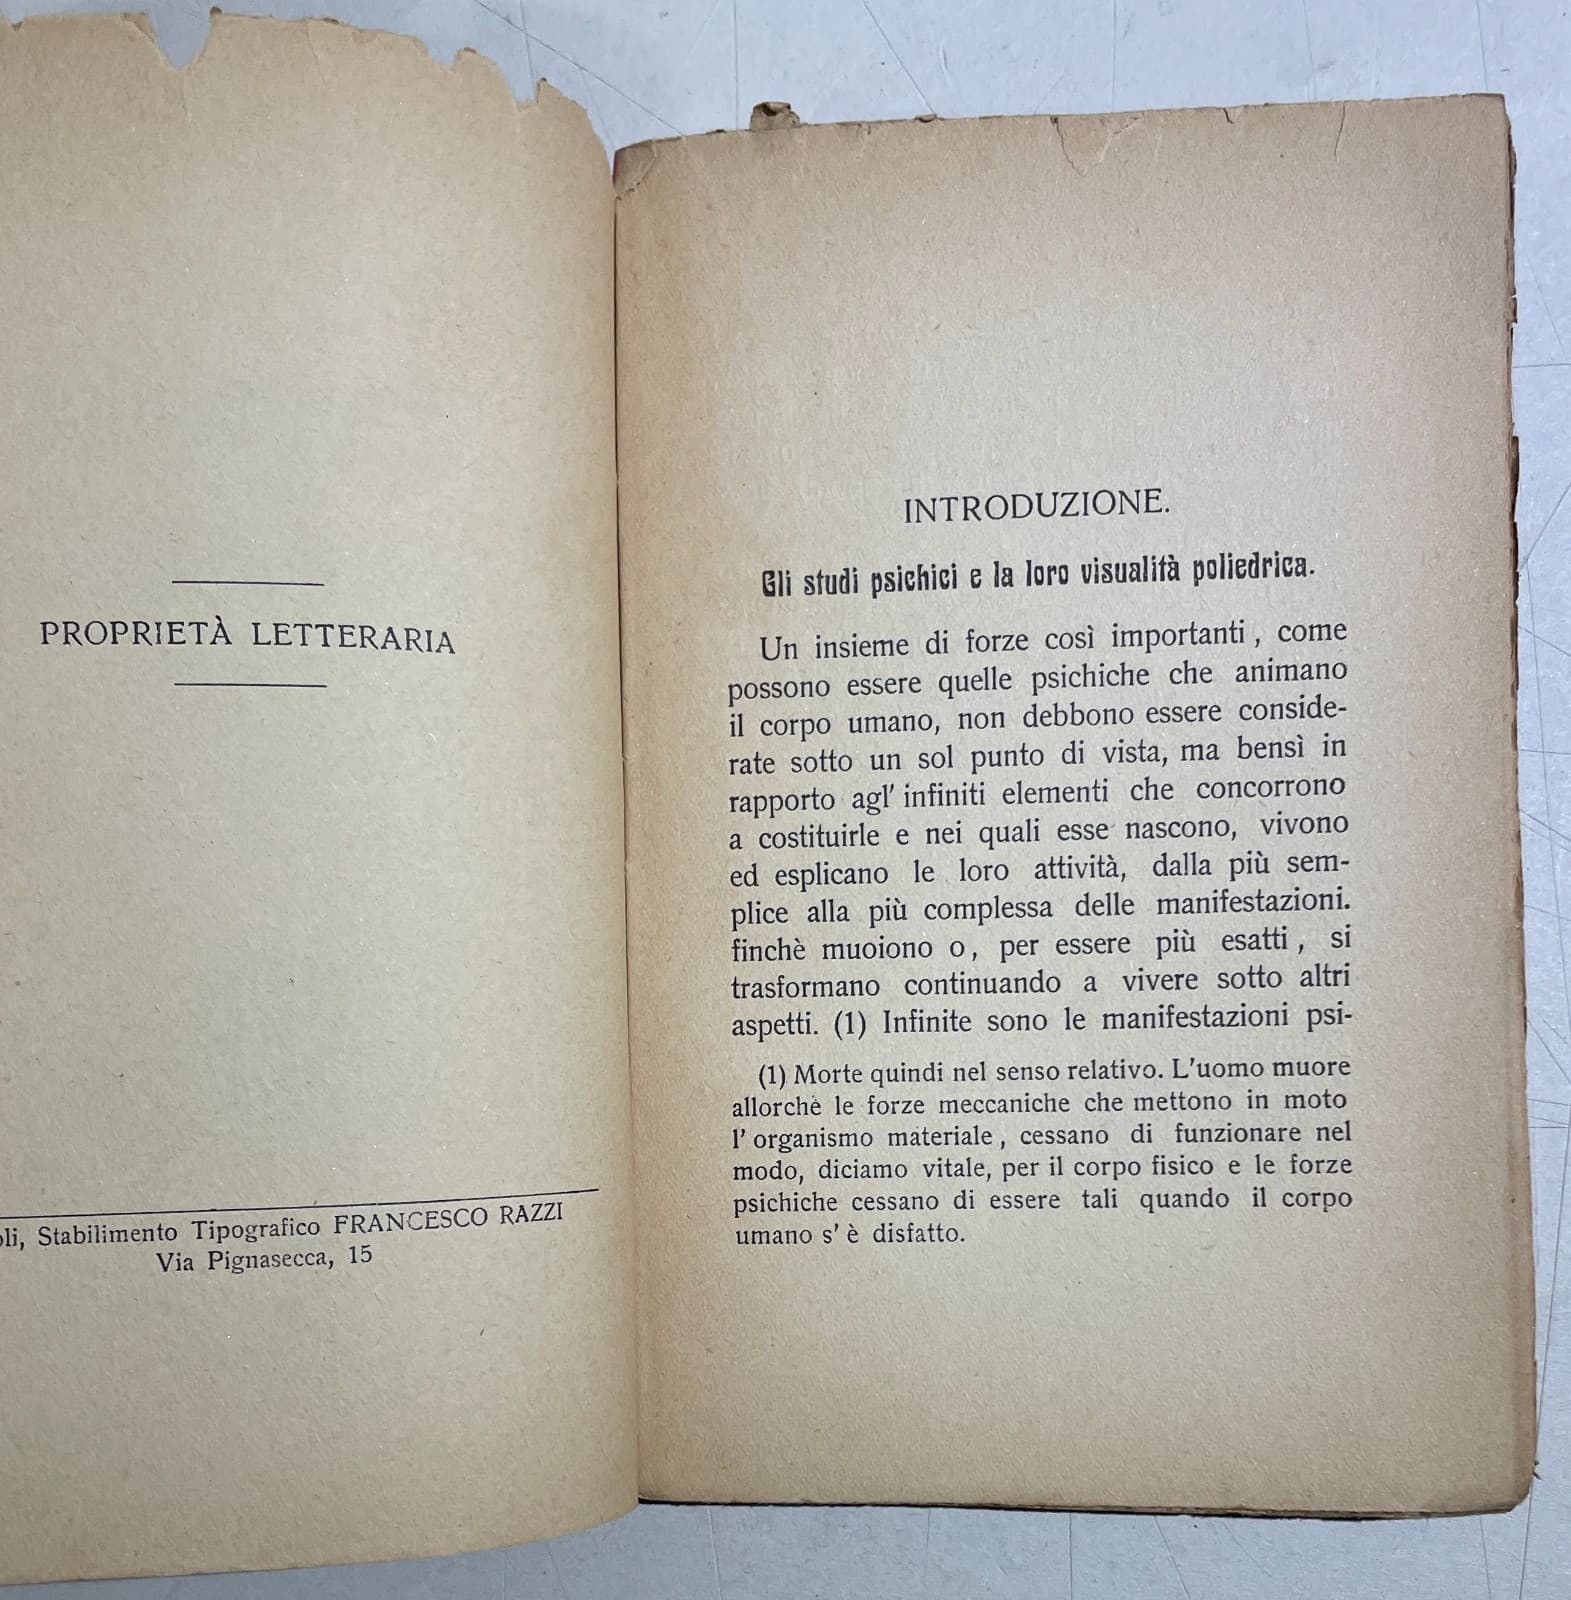 PROPRIETÀ LETTERARIA
Stabilimento Tipografico FRANCESCO RAZZI
Via Pignasecca, 15
INTRODUZIONE.
Gli studi psichici e la loro visualità poliedrica.
Un insieme di forze così importanti, come
possono essere quelle psichiche che animano
il corpo umano, non debbono essere conside-
rate sotto un sol punto di vista, ma bensì in
rapporto agl' infiniti elementi che concorrono
a costituirle e nei quali esse nascono, vivono
ed esplicano le loro attività, dalla più sem-
plice alla più complessa delle manifestazioni.
finchè muoiono o, per essere più esatti, si
trasformano continuando a vivere sotto altri
aspetti. (1) Infinite sono le manifestazioni psi-
(1) Morte quindi nel senso relativo. L'uomo muore
allorchè le forze meccaniche che mettono in moto
l' organismo materiale, cessano di funzionare nel
modo, diciamo vitale, per il corpo fisico e le forze
psichiche cessano di essere tali quando il corpo
umano s' è disfatto.